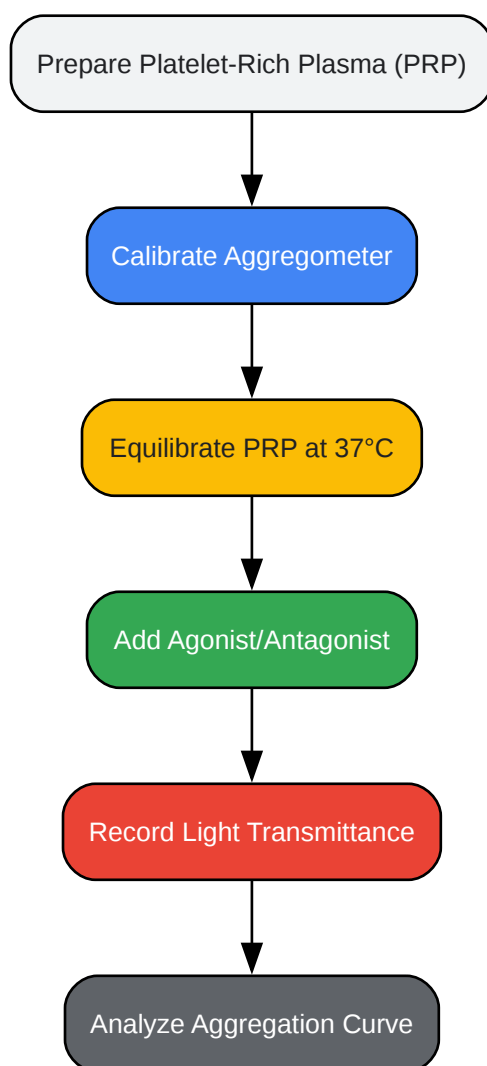 Prepare Platelet-Rich Plasma (PRP)
Calibrate Aggregometer
Equilibrate PRP at 37°C
Add Agonist/Antagonist
Record Light Transmittance
Analyze Aggregation Curve